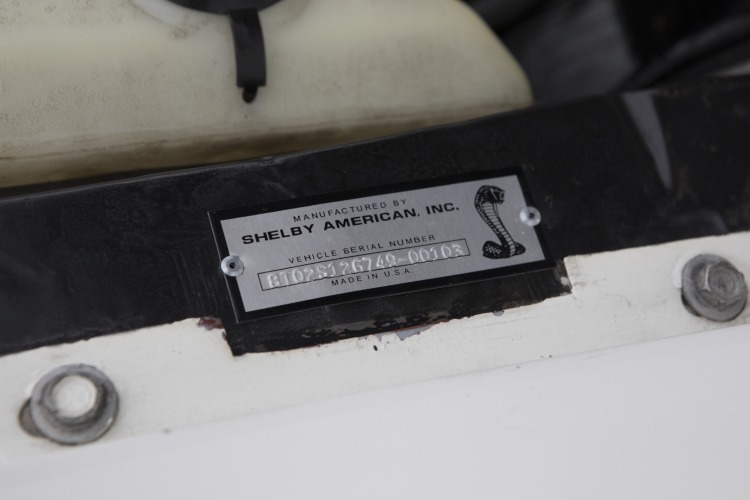 MANUFACTURED BY
SHELBY AMERICAN, INC.
VEHICLE SERIAL NUMBER
MADE IN U.S.A.